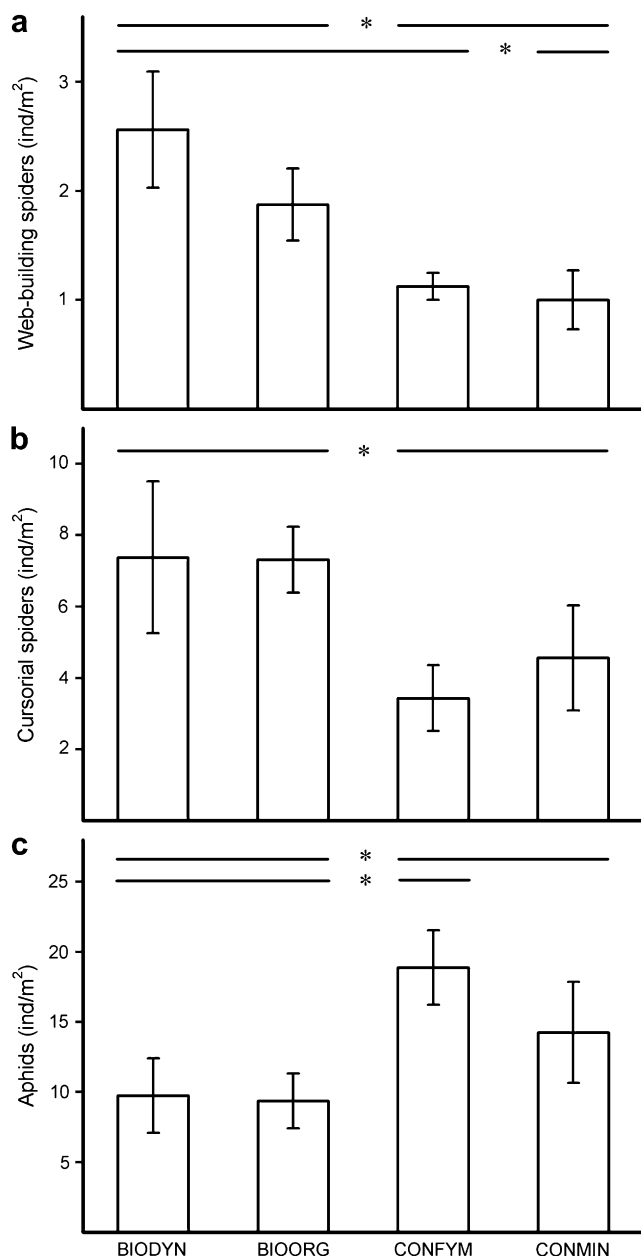 a
*
*
Web-building spiders (ind/m²)
3
2
1
b
*
Cursorial spiders (ind/m²)
10
8
6
4
2
c
*
*
Aphids (ind/m²)
25
20
15
10
5
BIODYN BIOORG CONFYM CONMIN